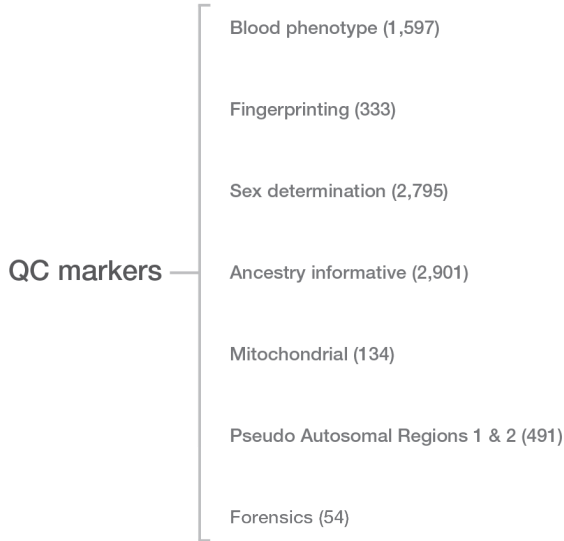 Blood phenotype (1,597)
Fingerprinting (333)
Sex determination (2,795)
QC markers
Ancestry informative (2,901)
Mitochondrial (134)
Pseudo Autosomal Regions 1 & 2 (491)
Forensics (54)